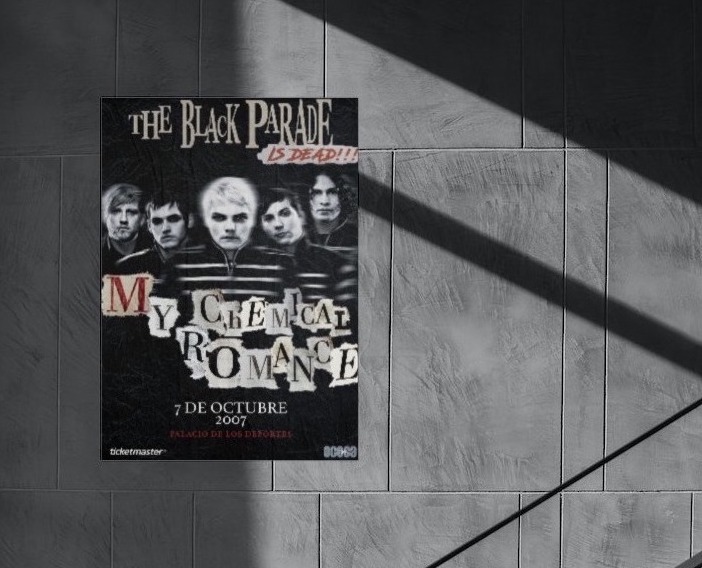 THE BLACK PARADE
IS DEAD!!!
MY CHEMICAL
ROMANCE
7 DE OCTUBRE
2007
PALACIO DE LOS DEPORTES
ticketmaster